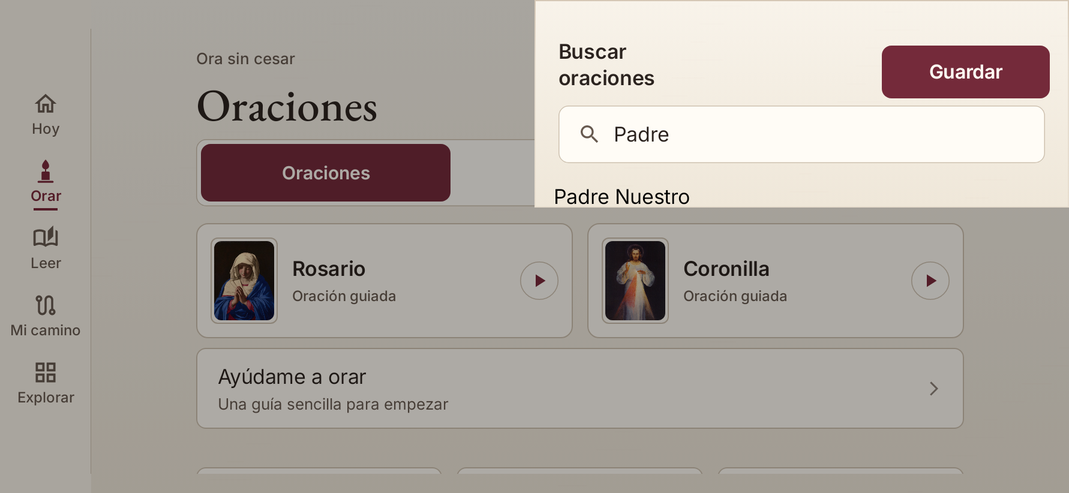 Hoy
Orar
Leer
Mi camino
Explorar
Ora sin cesar
Oraciones
Oraciones
Buscar
oraciones
Guardar
Padre
Padre Nuestro
Rosario
Oración guiada
Coronilla
Oración guiada
Ayúdame a orar
Una guía sencilla para empezar